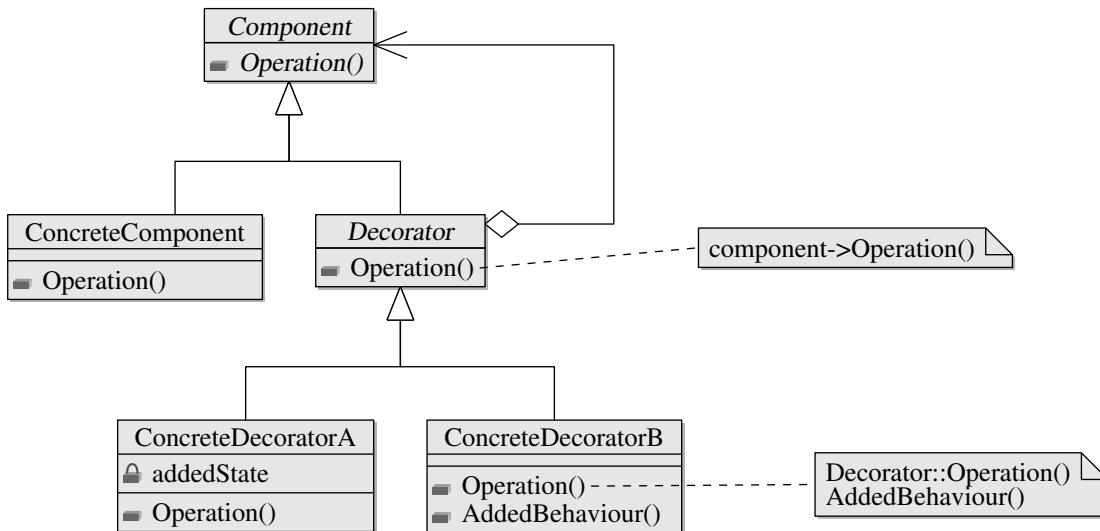 Component
Operation()
ConcreteComponent
Operation()
Decorator
Operation()
component->Operation()
ConcreteDecoratorA
addedState
Operation()
ConcreteDecoratorB
Operation()
AddedBehaviour()
Decorator::Operation()
AddedBehaviour()